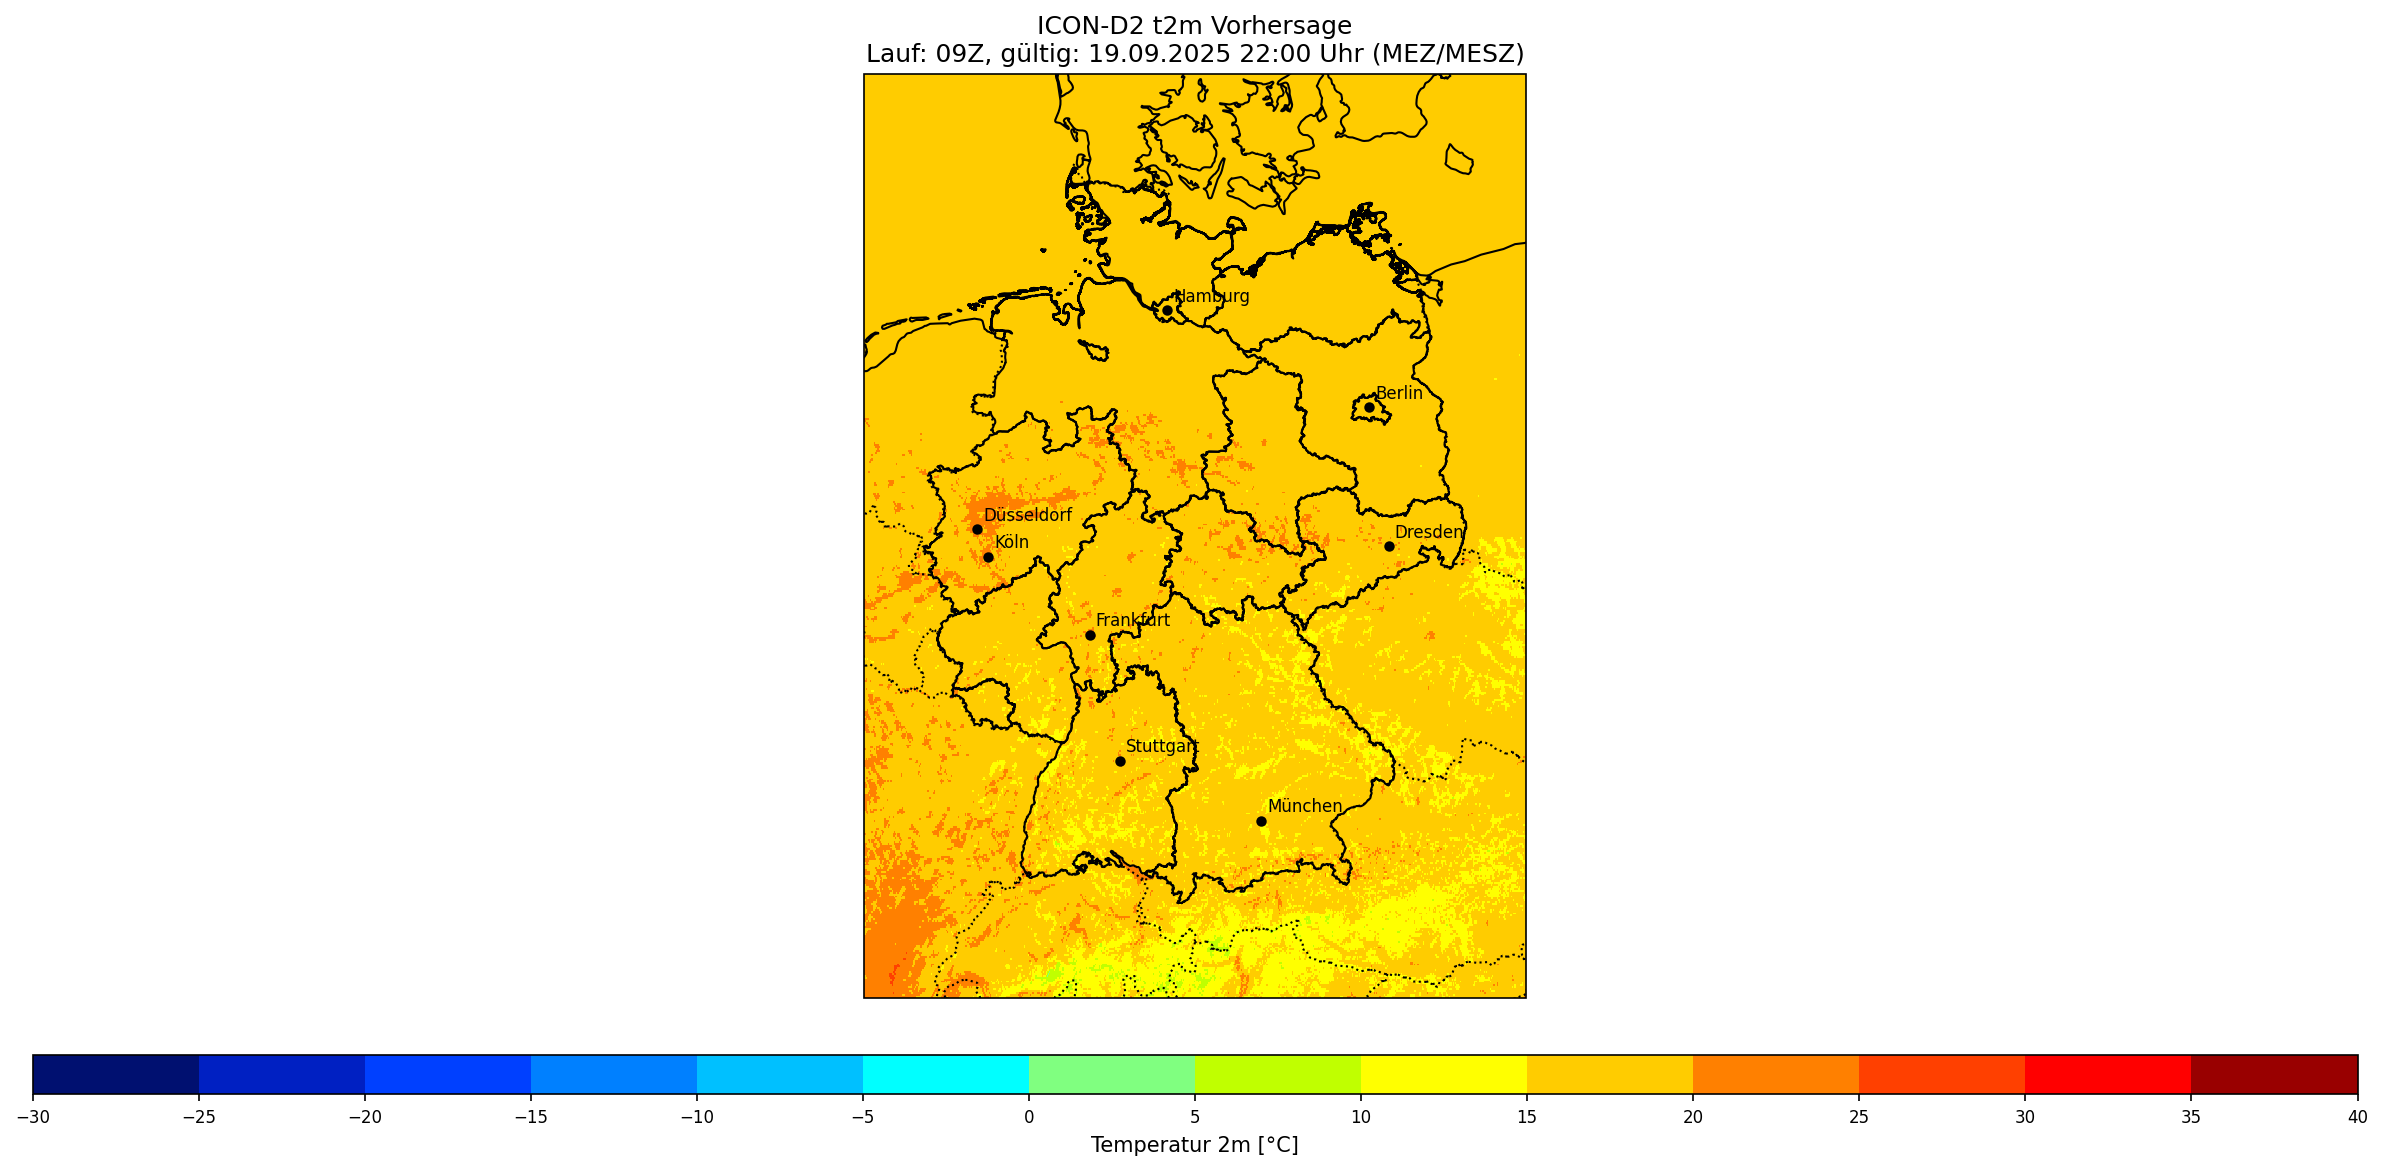 ICON-D2 t2m Vorhersage
Lauf: 09Z, gültig: 19.09.2025 22:00 Uhr (MEZ/MESZ)
Hamburg
Berlin
Düsseldorf
Dresden
Köln
Frankfurt
Stuttgart
München
−30 −25 −20 −15 −10 −5 0 5 10 15 20 25 30 35 40
Temperatur 2m [°C]